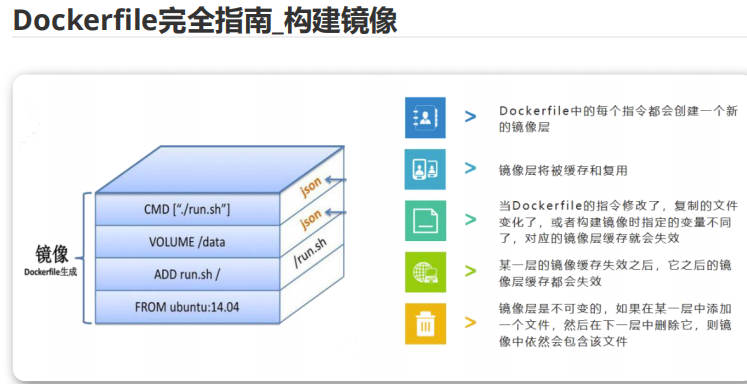 Dockerfile完全指南_构建镜像
镜像
Dockerfile生成
CMD [“./run.sh”]
VOLUME /data
ADD run.sh /
FROM ubuntu:14.04
json
json
/run.sh
Dockerfile中的每个指令都会创建一个新
的镜像层
镜像层将被缓存和复用
当Dockerfile的指令修改了，复制的文件
变化了，或者构建镜像时指定的变量不同
了，对应的镜像层缓存就会失效
某一层的镜像缓存失效之后，它之后的镜
像层缓存都会失效
镜像层是不可变的，如果在某一层中添加
一个文件，然后在下一层中删除它，则镜
像中依然会包含该文件